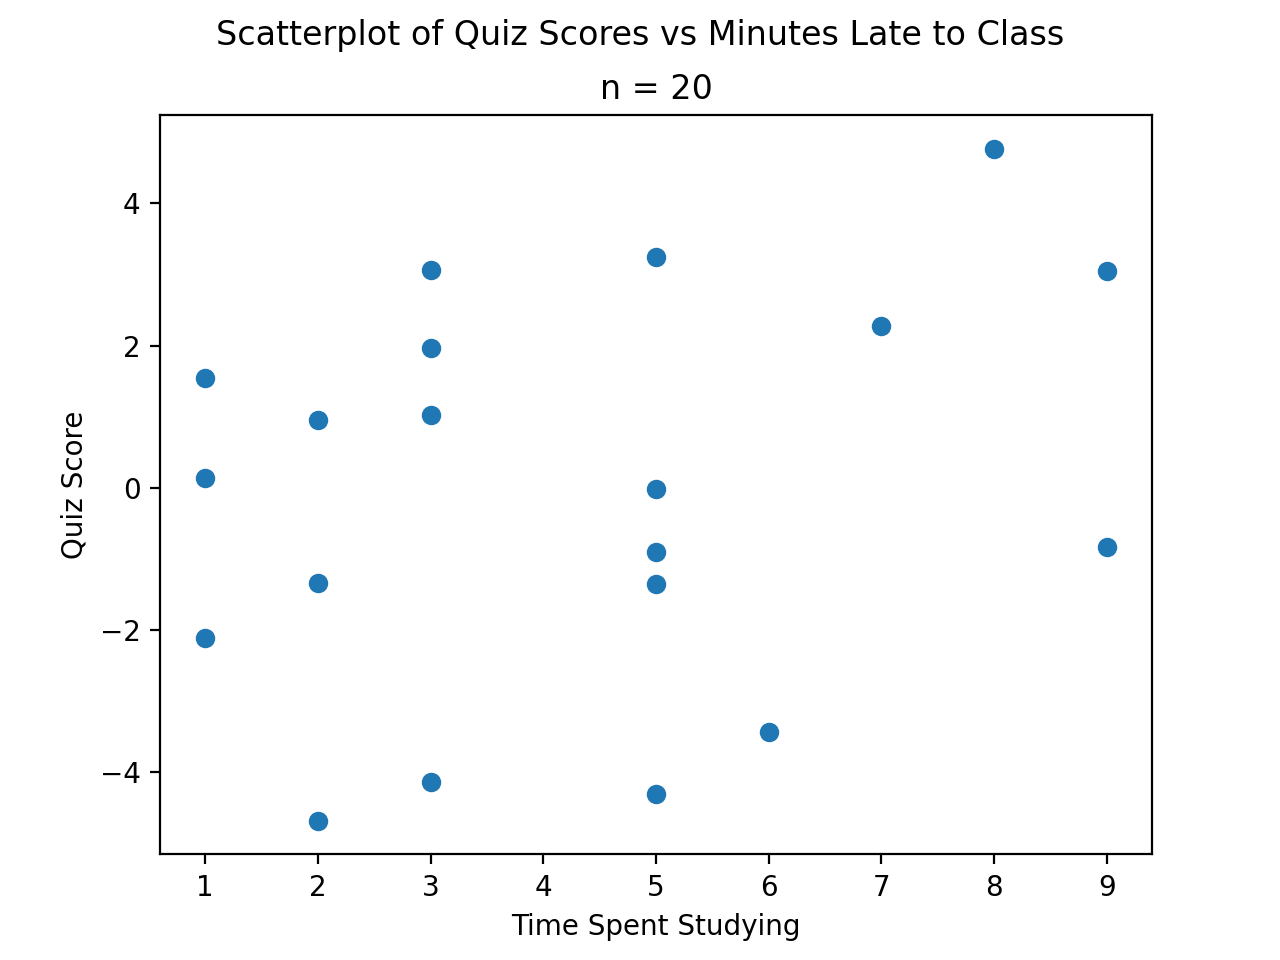 Scatterplot of Quiz Scores vs Minutes Late to Class
n = 20
4
2
0
−2
−4
Quiz Score
1 2 3 4 5 6 7 8 9
Time Spent Studying